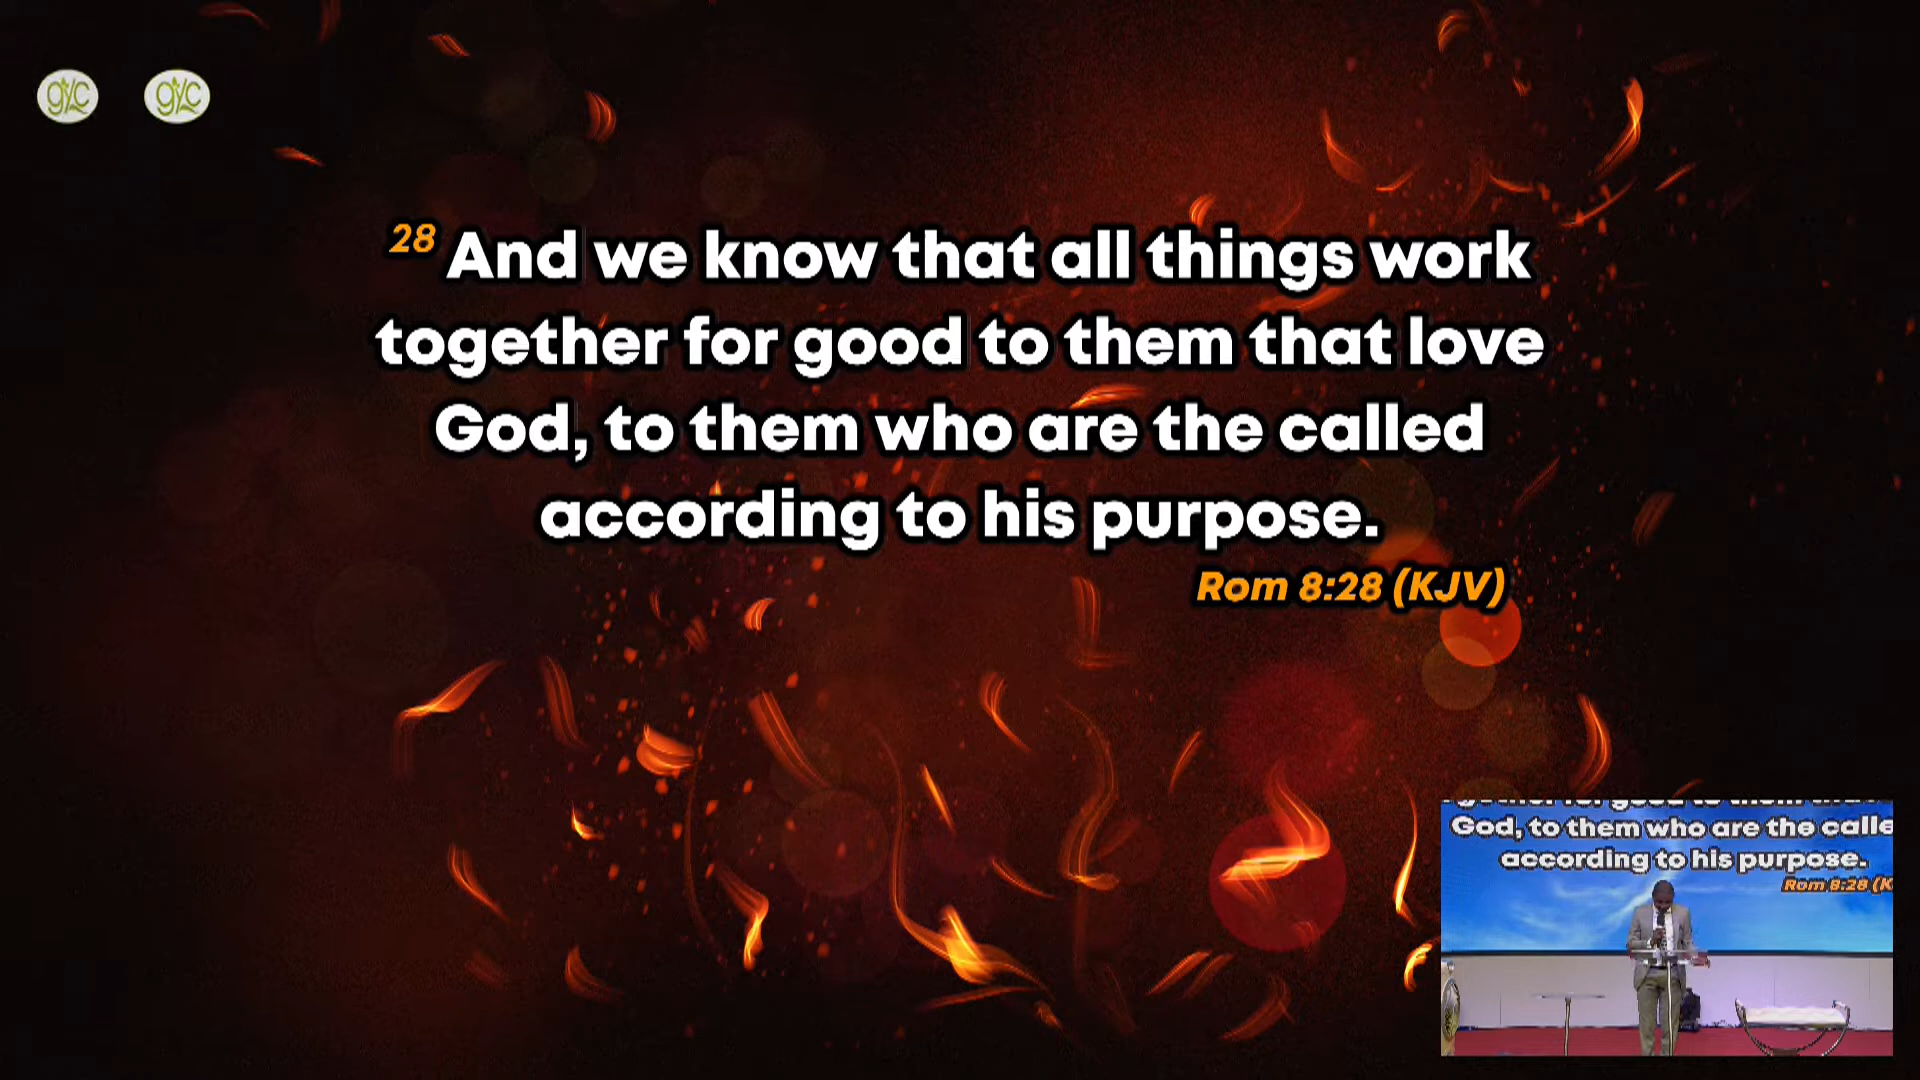 gyc gyc
28 And we know that all things work
together for good to them that love
God, to them who are the called
according to his purpose.
Rom 8:28 (KJV)
God, to them who are the calle
according to his purpose.
Rom 8:28 (K